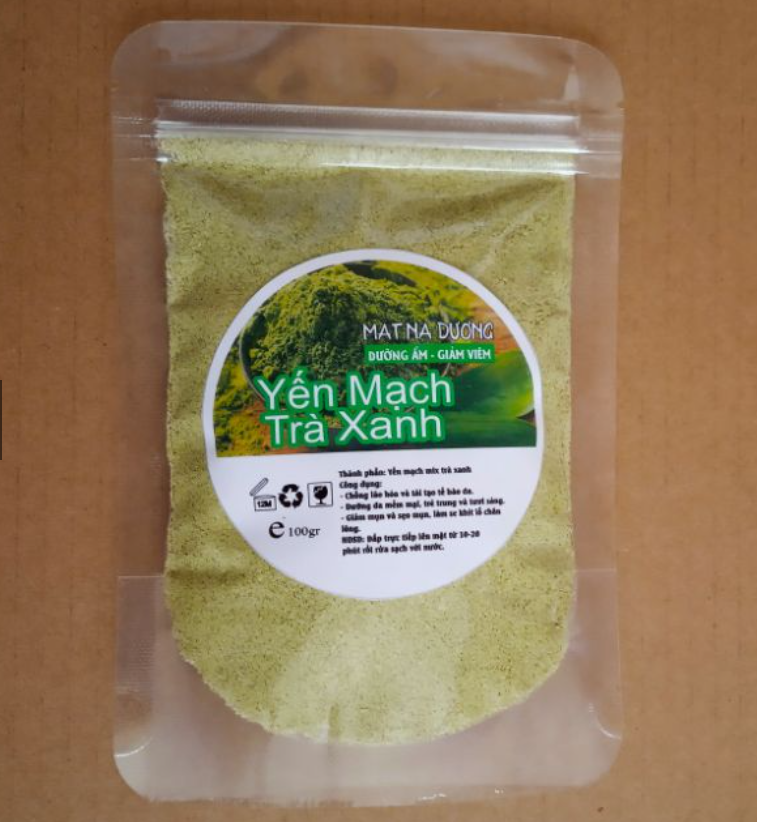 MAT NA DUONG
DƯỠNG ẨM - GIẢM VIÊM
Yến Mạch
Trà Xanh
Thành phần: Yến mạch mix trà xanh
Công dụng:
- Chống lão hóa và tái tạo tế bào da.
- Dưỡng da mềm mại, trẻ trung và tươi sáng.
- Giảm mụn và sẹo mụn, làm se khít lỗ chân
lông.
HDSD: Đắp trực tiếp lên mặt từ 10-20
phút rồi rửa sạch với nước.
12M
e 100gr